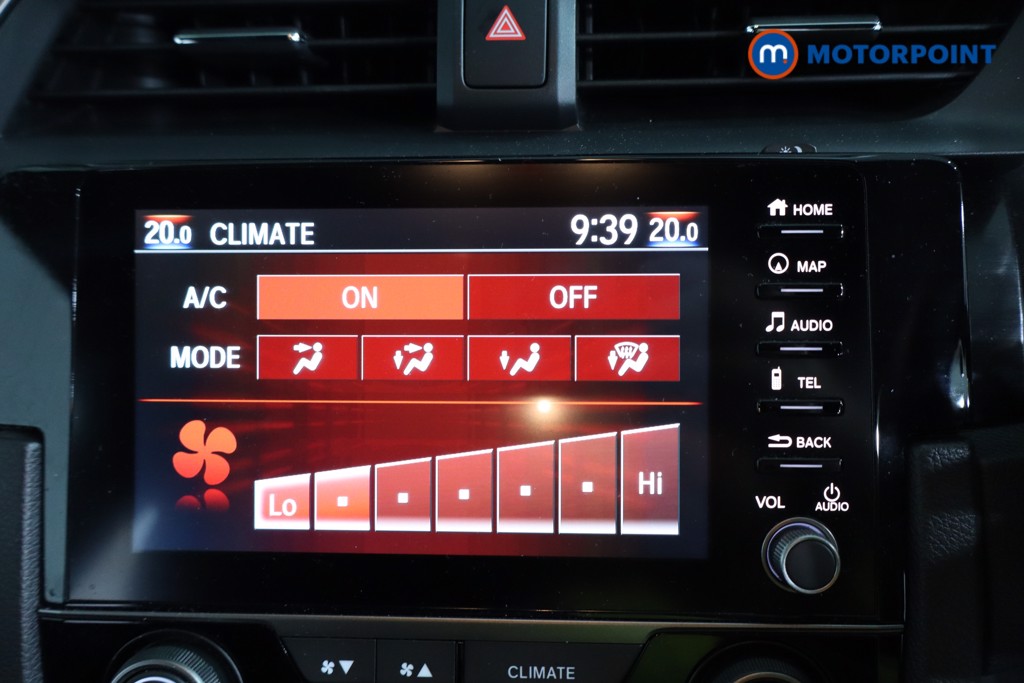 m. MOTORPOINT
20.0 CLIMATE 9:39 20.0
A/C ON OFF
MODE
Lo Hi
HOME
MAP
AUDIO
TEL
BACK
VOL AUDIO
CLIMATE